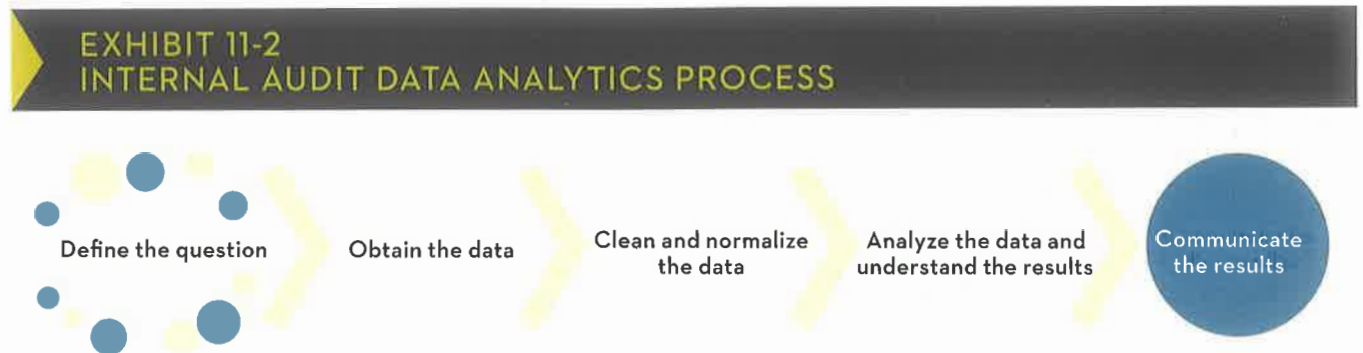 EXHIBIT 11-2
INTERNAL AUDIT DATA ANALYTICS PROCESS
Define the question
Obtain the data
Clean and normalize
the data
Analyze the data and
understand the results
Communicate
the results